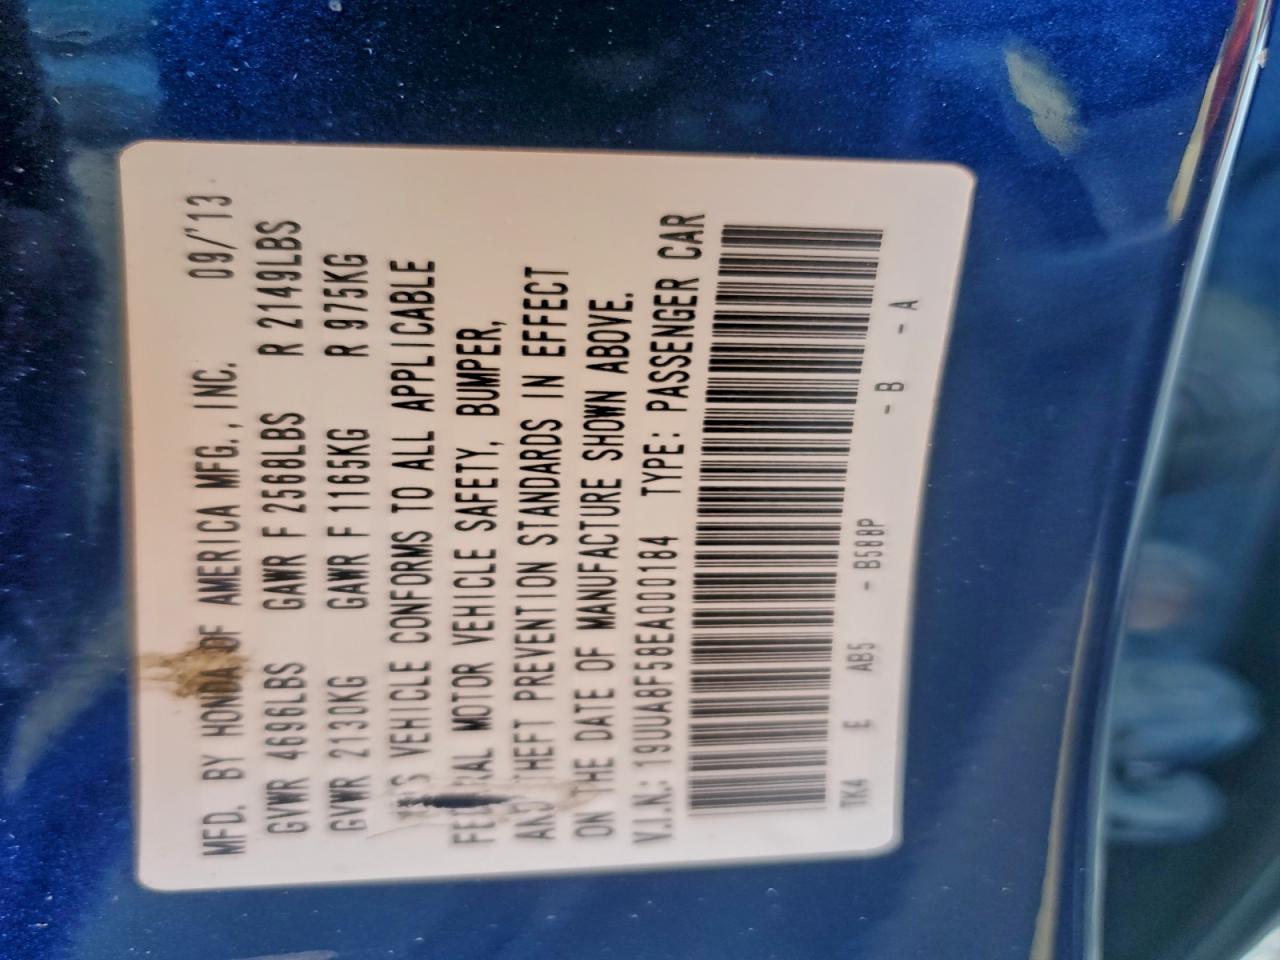 MFD. BY HONDA OF AMERICA MFG., INC. 09/'13
GVWR 4696LBS GAWR F 2568LBS R 2149LBS
GVWR 2130KG GAWR F 1165KG R 975KG
VEHICLE CONFORMS TO ALL APPLICABLE
MOTOR VEHICLE SAFETY, BUMPER,
THEFT PREVENTION STANDARDS IN EFFECT
ON THE DATE OF MANUFACTURE SHOWN ABOVE.
V.I.N.: 19UUA8F58EA000184 TYPE: PASSENGER CAR
TK4 E AB5 - B588P - B - A